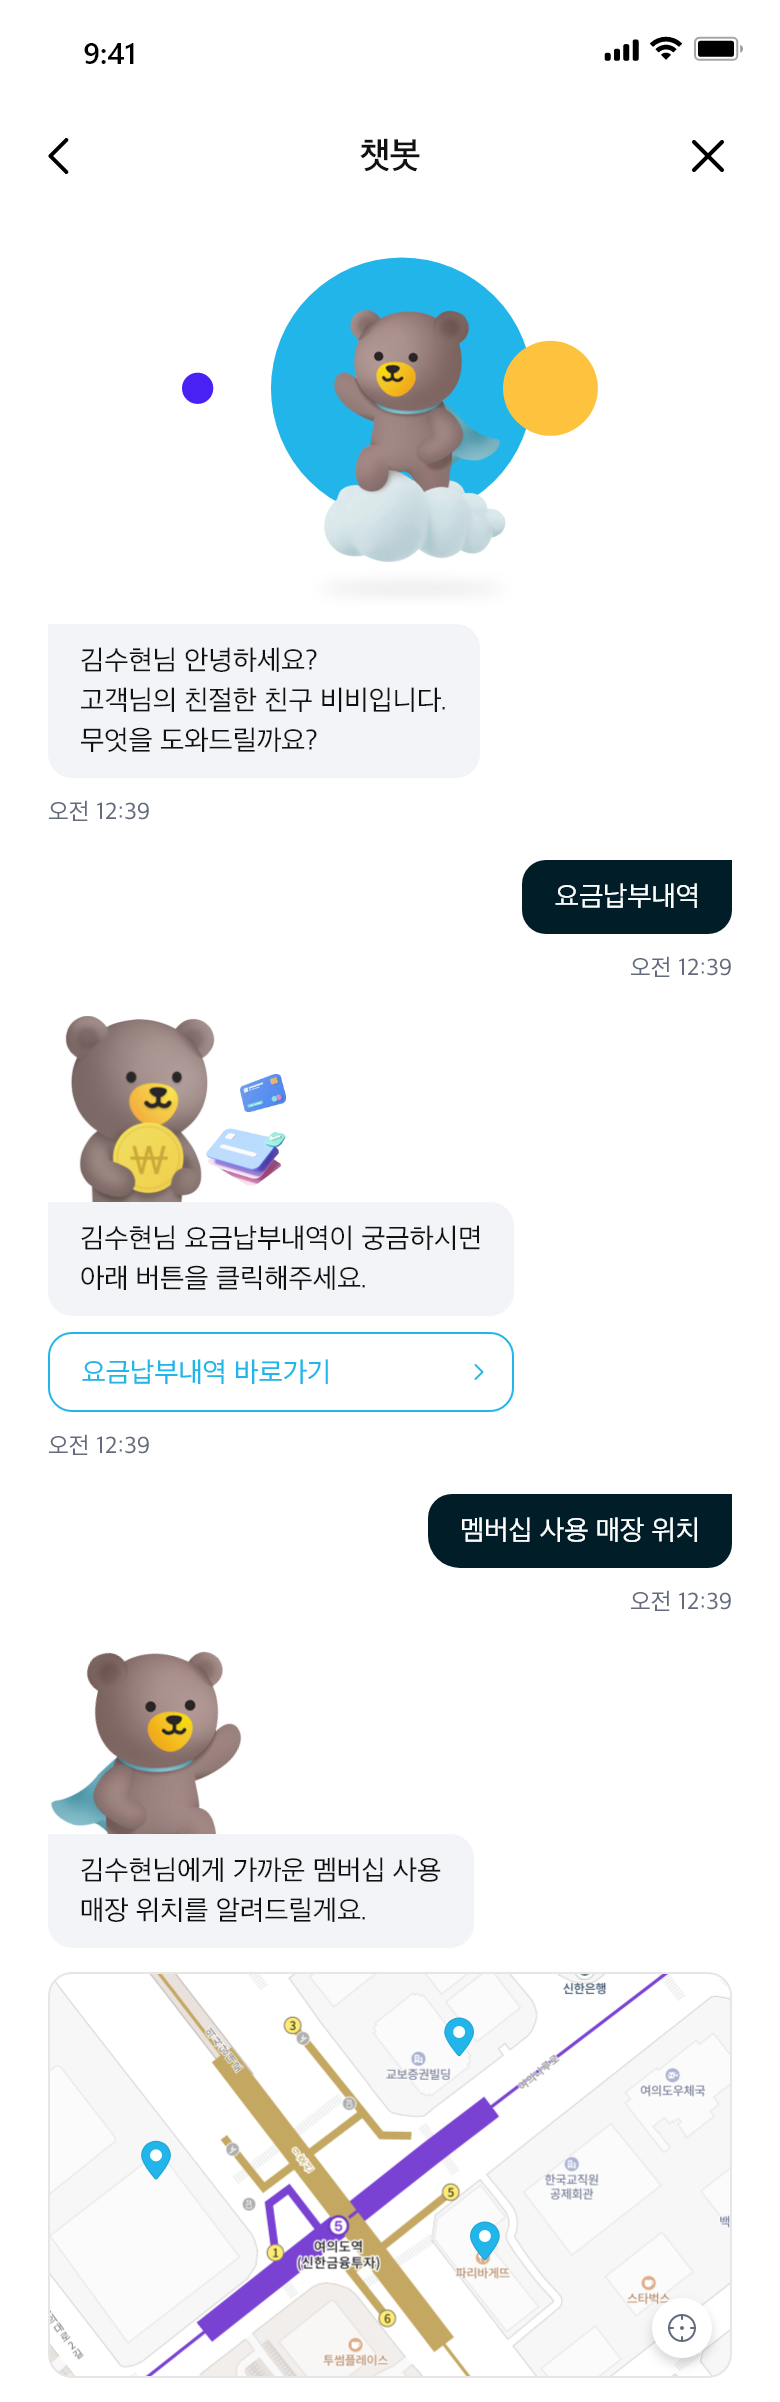 9:41
챗봇
김수현님 안녕하세요?
고객님의 친절한 친구 비비입니다.
무엇을 도와드릴까요?
오전 12:39
요금납부내역
오전 12:39
₩
김수현님 요금납부내역이 궁금하시면
아래 버튼을 클릭해주세요.
요금납부내역 바로가기
오전 12:39
멤버십 사용 매장 위치
오전 12:39
김수현님에게 가까운 멤버십 사용
매장 위치를 알려드릴게요.
신한은행
3
교보증권빌딩
여의도우체국
한국교직원
공제회관
5
백
5
1
여의도역
(신한금융투자)
파리바게뜨
스타벅스
6
투썸플레이스